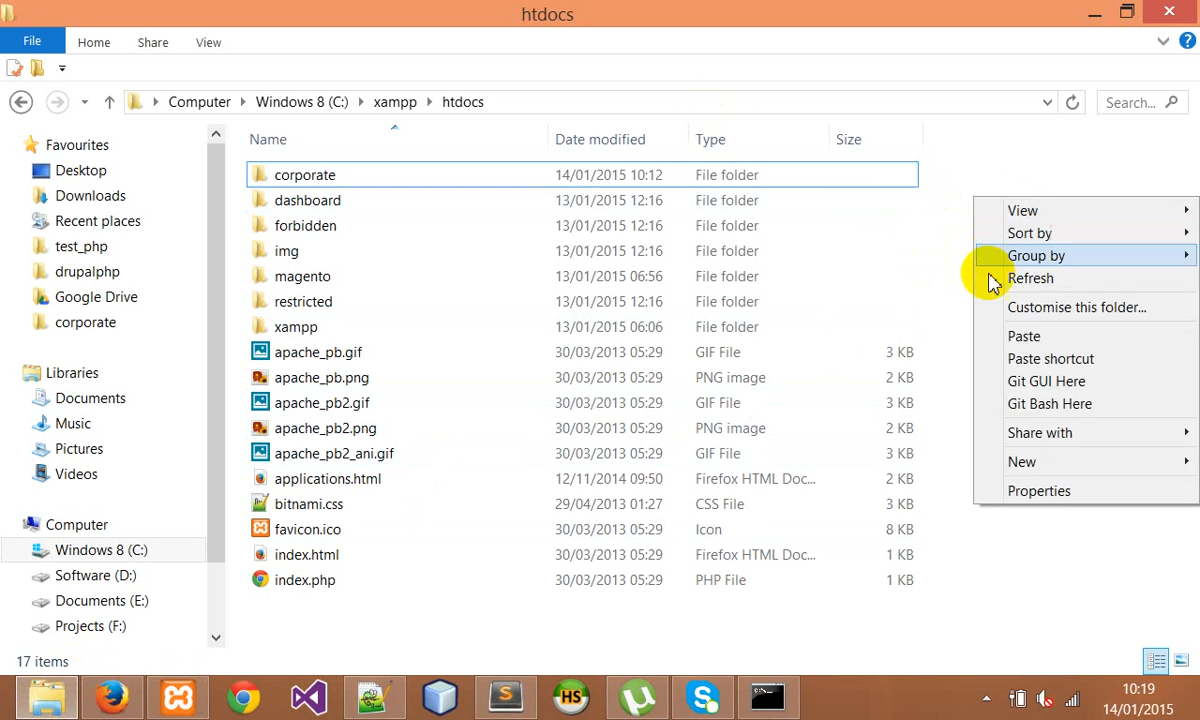 htdocs
File Home Share View
Computer Windows 8 (C:) xampp htdocs Search...
Favourites
Desktop
Downloads
Recent places
test_php
drupalphp
Google Drive
corporate
Libraries
Documents
Music
Pictures
Videos
Computer
Windows 8 (C:)
Software (D:)
Documents (E:)
Projects (F:)
Name Date modified Type Size
corporate 14/01/2015 10:12 File folder
dashboard 13/01/2015 12:16 File folder
forbidden 13/01/2015 12:16 File folder
img 13/01/2015 12:16 File folder
magento 13/01/2015 06:56 File folder
restricted 13/01/2015 12:16 File folder
xampp 13/01/2015 06:06 File folder
apache_pb.gif 30/03/2013 05:29 GIF File 3 KB
apache_pb.png 30/03/2013 05:29 PNG image 2 KB
apache_pb2.gif 30/03/2013 05:29 GIF File 3 KB
apache_pb2.png 30/03/2013 05:29 PNG image 2 KB
apache_pb2_ani.gif 30/03/2013 05:29 GIF File 3 KB
applications.html 12/11/2014 09:50 Firefox HTML Doc... 2 KB
bitnami.css 29/04/2013 01:27 CSS File 3 KB
favicon.ico 30/03/2013 05:29 Icon 8 KB
index.html 30/03/2013 05:29 Firefox HTML Doc... 1 KB
index.php 30/03/2013 05:29 PHP File 1 KB
View
Sort by
Group by
Refresh
Customise this folder...
Paste
Paste shortcut
Git GUI Here
Git Bash Here
Share with
New
Properties
17 items
HS
10:19
14/01/2015